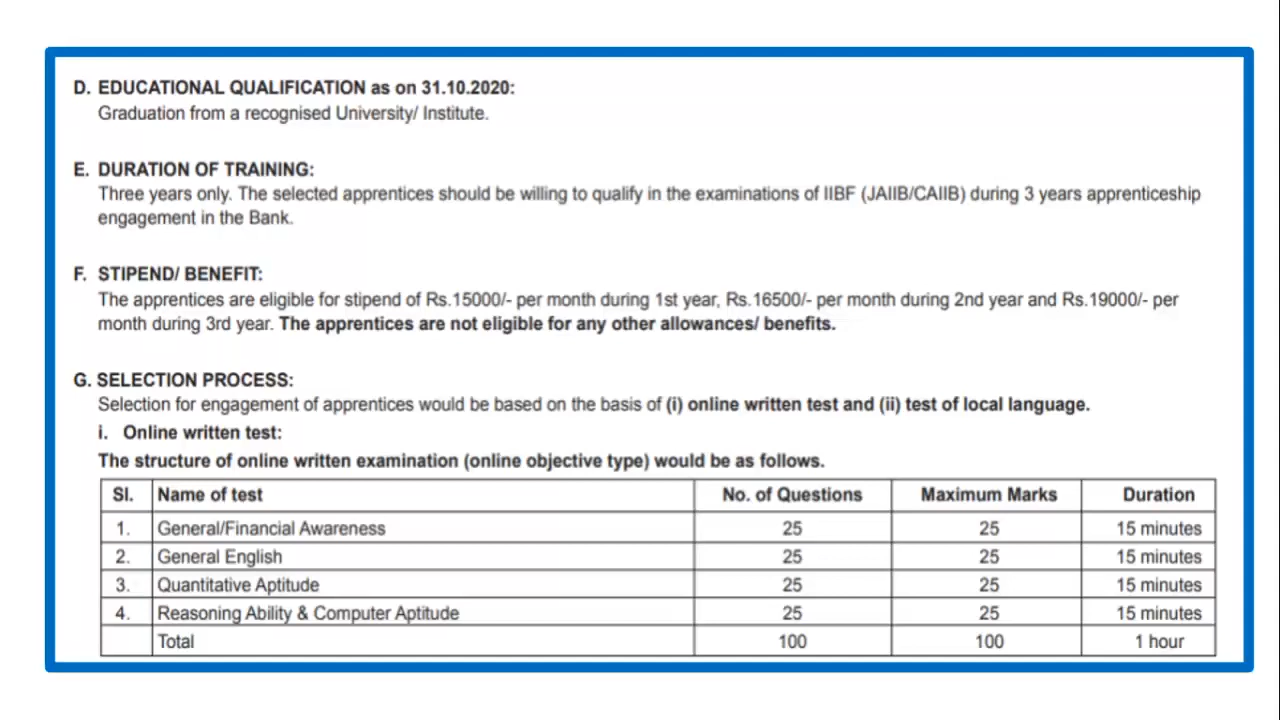 D. EDUCATIONAL QUALIFICATION as on 31.10.2020:
Graduation from a recognised University/ Institute.
E. DURATION OF TRAINING:
Three years only. The selected apprentices should be willing to qualify in the examinations of IIBF (JAIIB/CAIIB) during 3 years apprenticeship
engagement in the Bank.
F. STIPEND/ BENEFIT:
The apprentices are eligible for stipend of Rs.15000/- per month during 1st year, Rs.16500/- per month during 2nd year and Rs.19000/- per
month during 3rd year. The apprentices are not eligible for any other allowances/ benefits.
G. SELECTION PROCESS:
Selection for engagement of apprentices would be based on the basis of (i) online written test and (ii) test of local language.
i. Online written test:
The structure of online written examination (online objective type) would be as follows.
Sl. Name of test No. of Questions Maximum Marks Duration
1. General/Financial Awareness 25 25 15 minutes
2. General English 25 25 15 minutes
3. Quantitative Aptitude 25 25 15 minutes
4. Reasoning Ability & Computer Aptitude 25 25 15 minutes
Total 100 100 1 hour